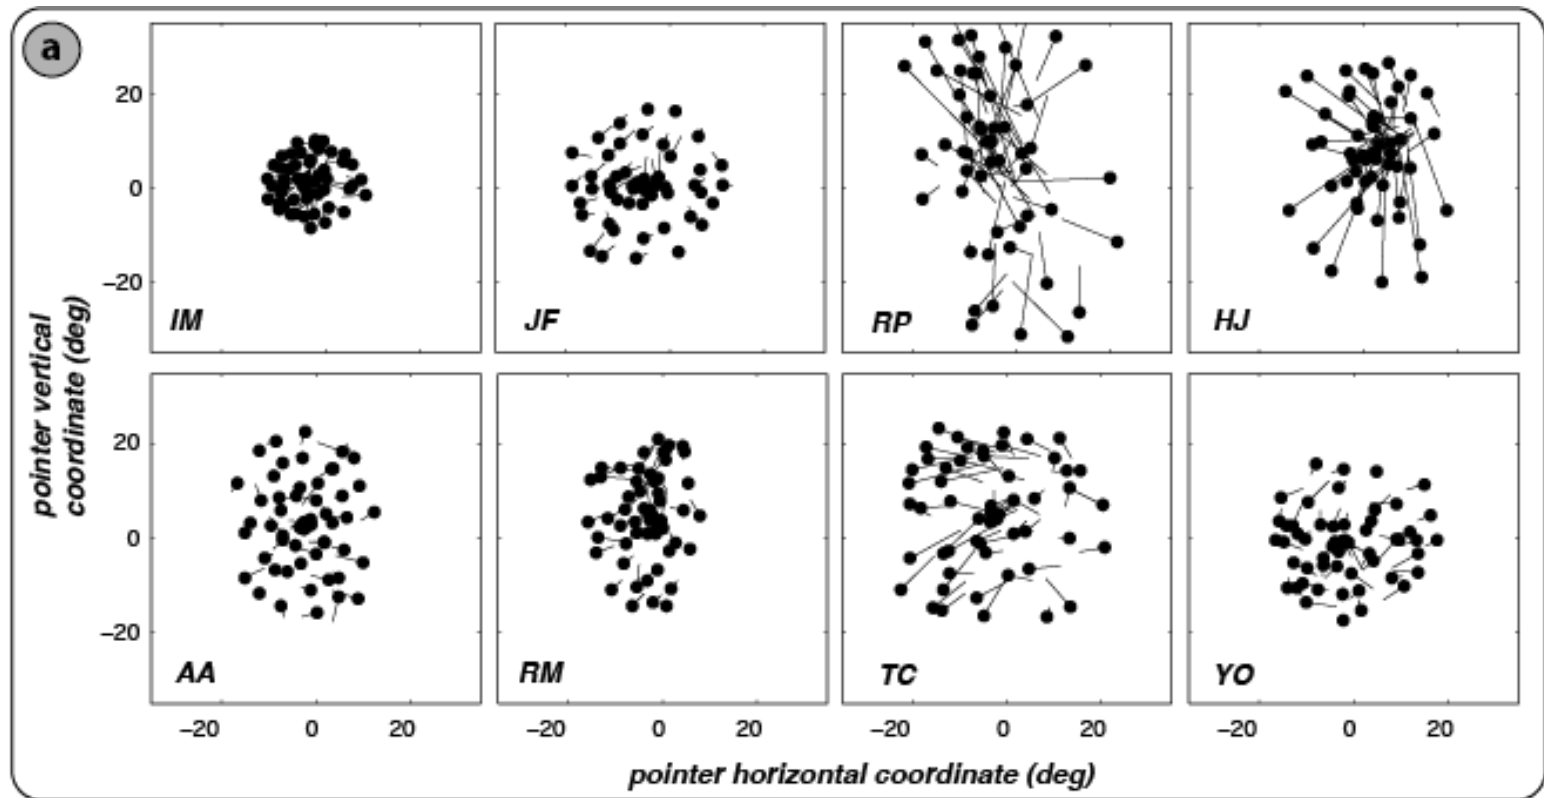 a
20
0
−20
IM
JF
RP
HJ
pointer vertical
coordinate (deg)
20
0
−20
AA
RM
TC
YO
−20 0 20 −20 0 20 −20 0 20 −20 0 20
pointer horizontal coordinate (deg)